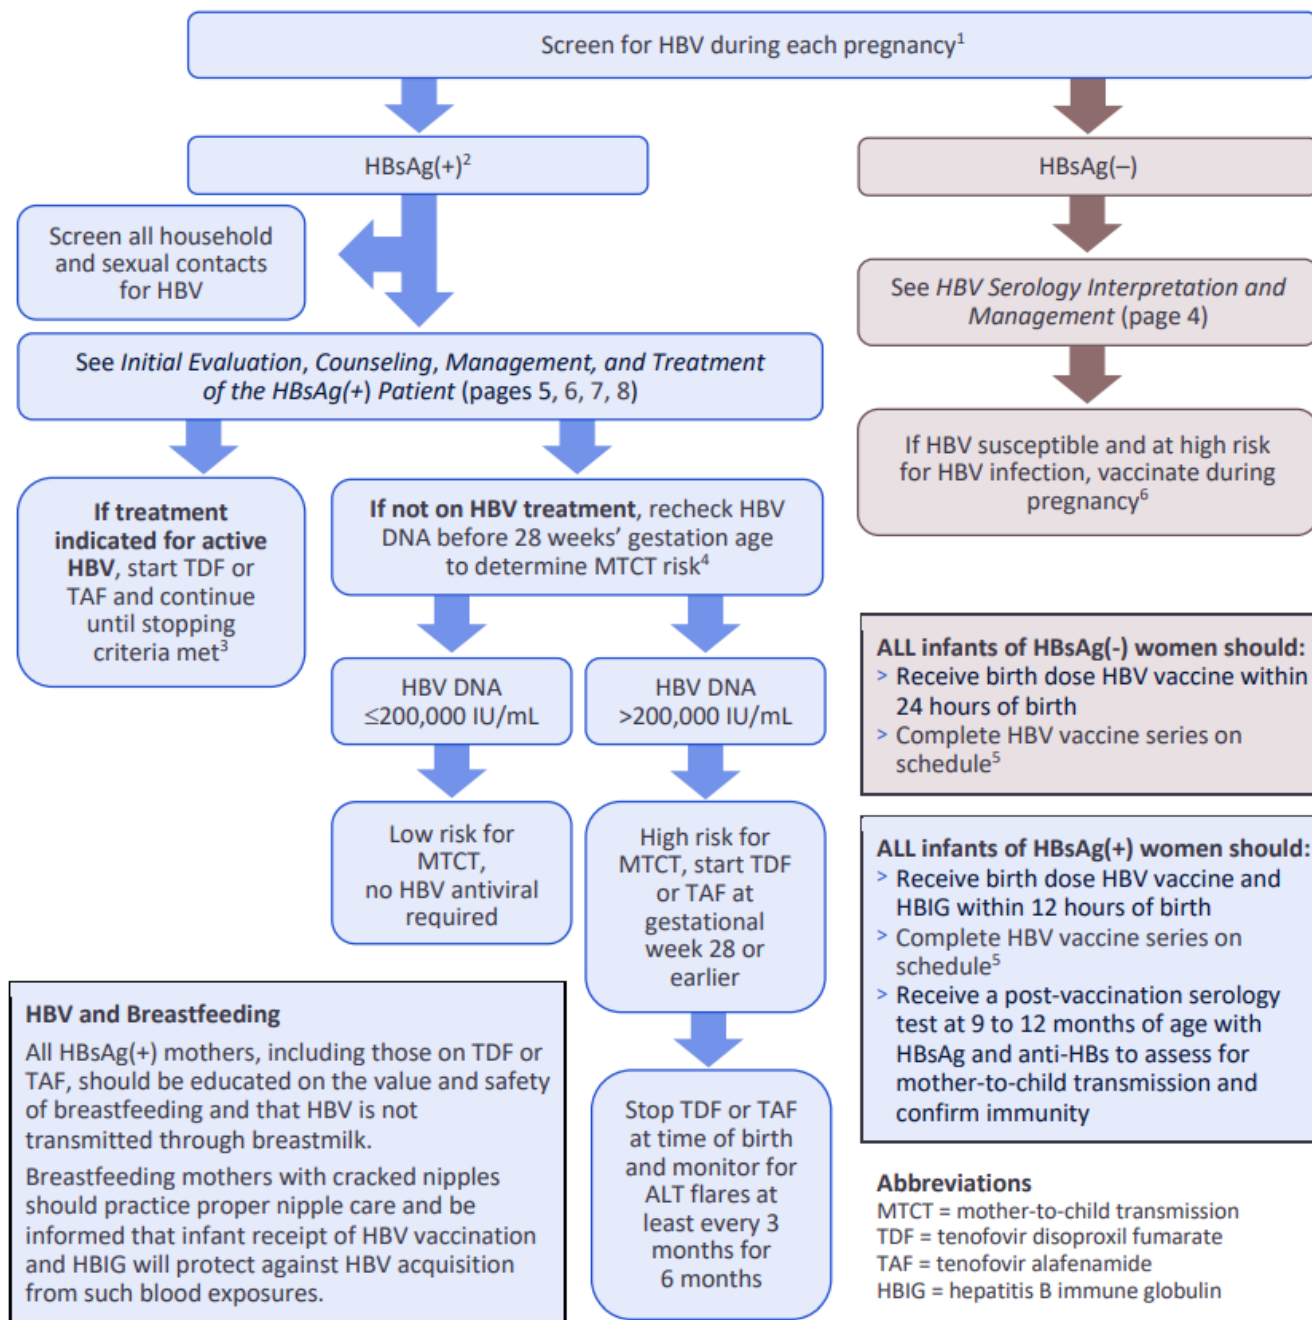 Screen for HBV during each pregnancy1
HBsAg(+)2
HBsAg(–)
Screen all household
and sexual contacts
for HBV
See HBV Serology Interpretation and
Management (page 4)
See Initial Evaluation, Counseling, Management, and Treatment
of the HBsAg(+) Patient (pages 5, 6, 7, 8)
If HBV susceptible and at high risk
for HBV infection, vaccinate during
pregnancy6
If treatment
indicated for active
HBV, start TDF or
TAF and continue
until stopping
criteria met3
If not on HBV treatment, recheck HBV
DNA before 28 weeks’ gestation age
to determine MTCT risk4
HBV DNA
≤200,000 IU/mL
HBV DNA
>200,000 IU/mL
Low risk for
MTCT,
no HBV antiviral
required
High risk for
MTCT, start TDF
or TAF at
gestational
week 28 or
earlier
Stop TDF or TAF
at time of birth
and monitor for
ALT flares at
least every 3
months for
6 months
ALL infants of HBsAg(-) women should:
> Receive birth dose HBV vaccine within
24 hours of birth
> Complete HBV vaccine series on
schedule5
ALL infants of HBsAg(+) women should:
> Receive birth dose HBV vaccine and
HBIG within 12 hours of birth
> Complete HBV vaccine series on
schedule5
> Receive a post-vaccination serology
test at 9 to 12 months of age with
HBsAg and anti-HBs to assess for
mother-to-child transmission and
confirm immunity
HBV and Breastfeeding
All HBsAg(+) mothers, including those on TDF or
TAF, should be educated on the value and safety
of breastfeeding and that HBV is not
transmitted through breastmilk.
Breastfeeding mothers with cracked nipples
should practice proper nipple care and be
informed that infant receipt of HBV vaccination
and HBIG will protect against HBV acquisition
from such blood exposures.
Abbreviations
MTCT = mother-to-child transmission
TDF = tenofovir disoproxil fumarate
TAF = tenofovir alafenamide
HBIG = hepatitis B immune globulin